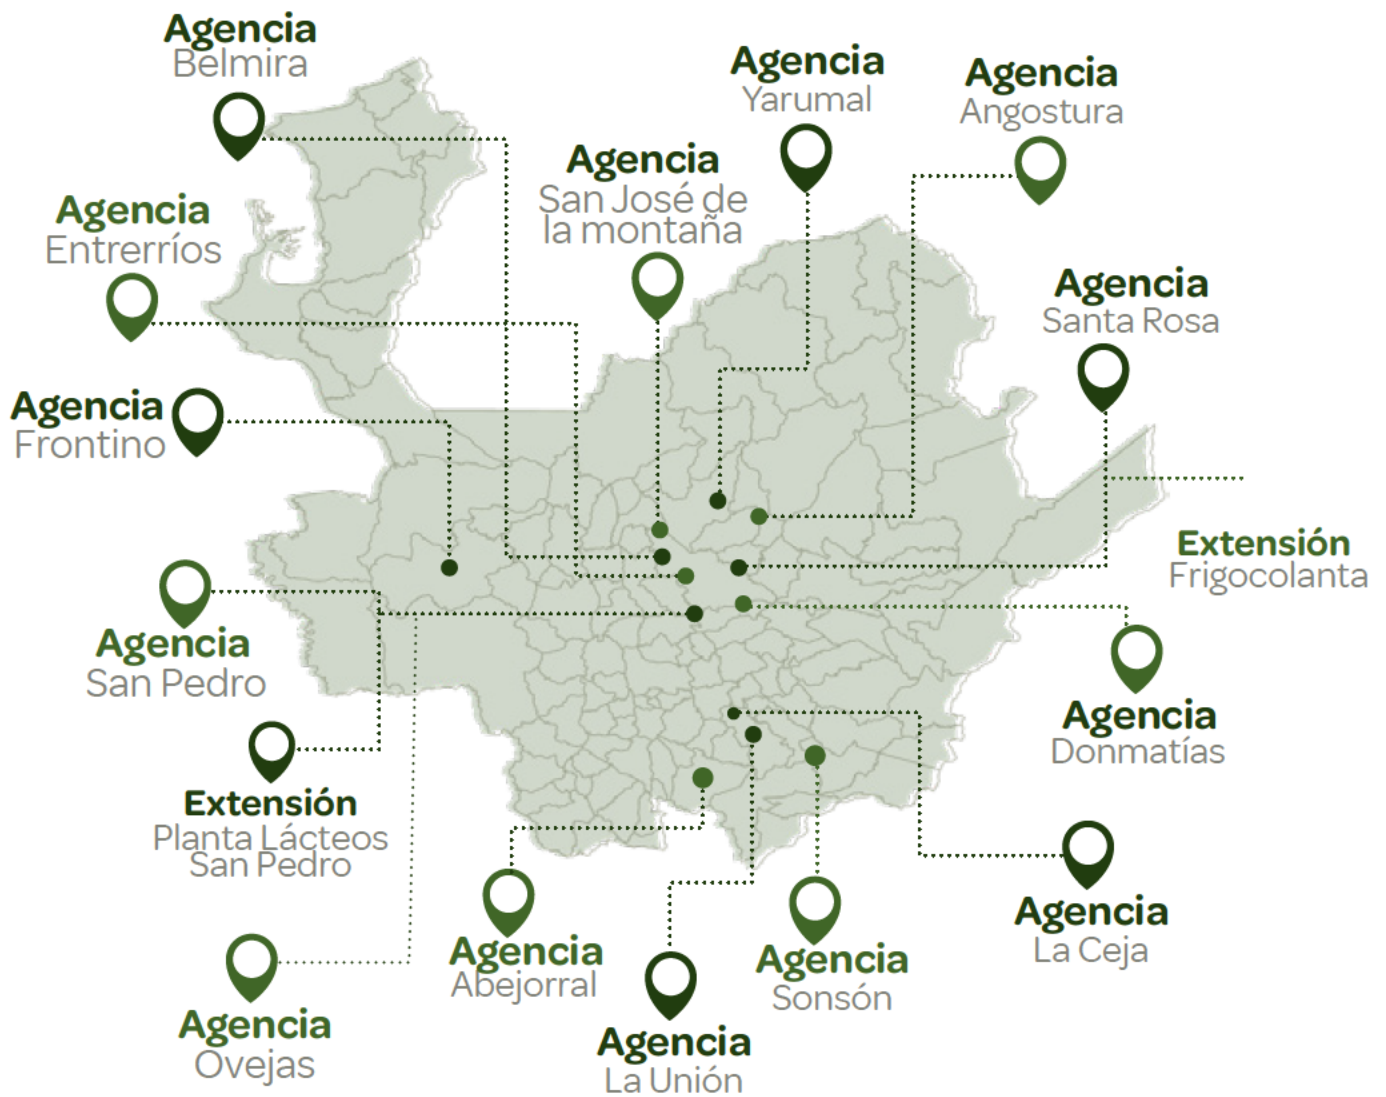 Agencia
Belmira
Agencia
Yarumal
Agencia
Angostura
Agencia
San José de
la montaña
Agencia
Entrerríos
Agencia
Santa Rosa
Agencia
Frontino
Extensión
Frigocolanta
Agencia
San Pedro
Agencia
Donmatías
Extensión
Planta Lácteos
San Pedro
Agencia
La Ceja
Agencia
Abejorral
Agencia
Sonsón
Agencia
Ovejas
Agencia
La Unión